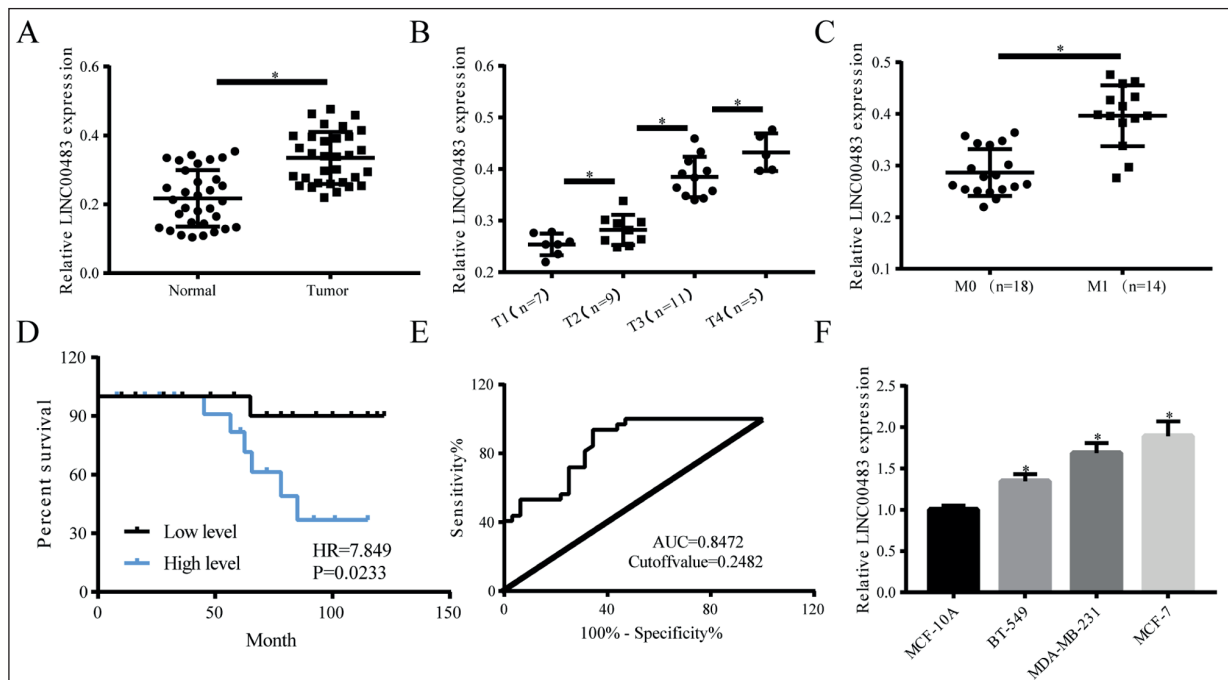 A
Relative LINC00483 expression
0.6
0.4
0.2
0.0
*
Normal
Tumor
B
Relative LINC00483 expression
0.6
0.5
0.4
0.3
0.2
*
*
*
T1(n=7)
T2(n=9)
T3(n=11)
T4(n=5)
C
Relative LINC00483 expression
0.5
0.4
0.3
0.2
0.1
*
M0 (n=18)
M1 (n=14)
D
Percent survival
120
90
60
30
0
Low level
High level
HR=7.849
P=0.0233
0
50
100
150
Month
E
Sensitivity%
120
80
40
0
AUC=0.8472
Cutoffvalue=0.2482
0
40
80
120
100% - Specificity%
F
Relative LINC00483 expression
2.5
2.0
1.5
1.0
0.5
0.0
*
*
*
MCF-10A
BT-549
MDA-MB-231
MCF-7